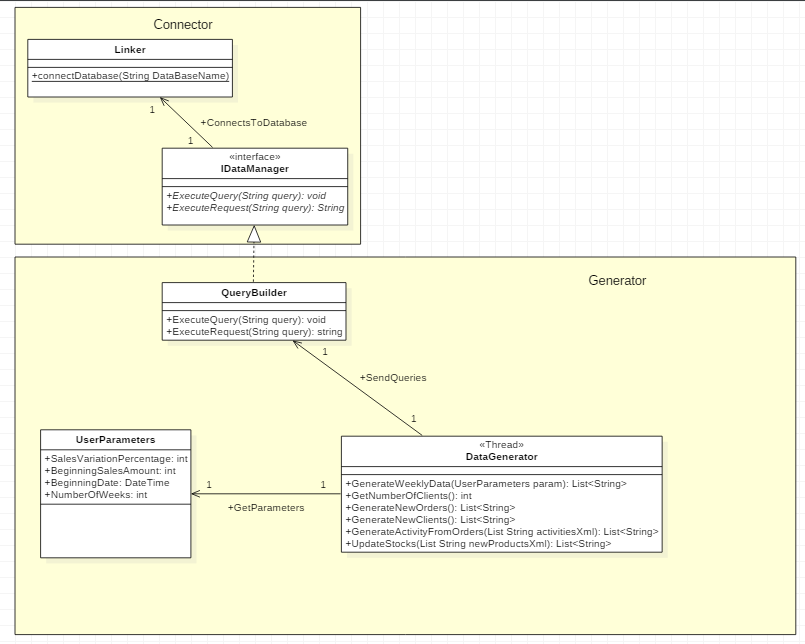 Connector
Linker
+connectDatabase(String DataBaseName)
1
+ConnectsToDatabase
1
«interface»
IDataManager
+ExecuteQuery(String query): void
+ExecuteRequest(String query): String
Generator
QueryBuilder
+ExecuteQuery(String query): void
+ExecuteRequest(String query): string
1
+SendQueries
1
UserParameters
+SalesVariationPercentage: int
+BeginningSalesAmount: int
+BeginningDate: DateTime
+NumberOfWeeks: int
1
1
+GetParameters
«Thread»
DataGenerator
+GenerateWeeklyData(UserParameters param): List<String>
+GetNumberOfClients(): int
+GenerateNewOrders(): List<String>
+GenerateNewClients(): List<String>
+GenerateActivityFromOrders(List String activitiesXml): List<String>
+UpdateStocks(List String newProductsXml): List<String>